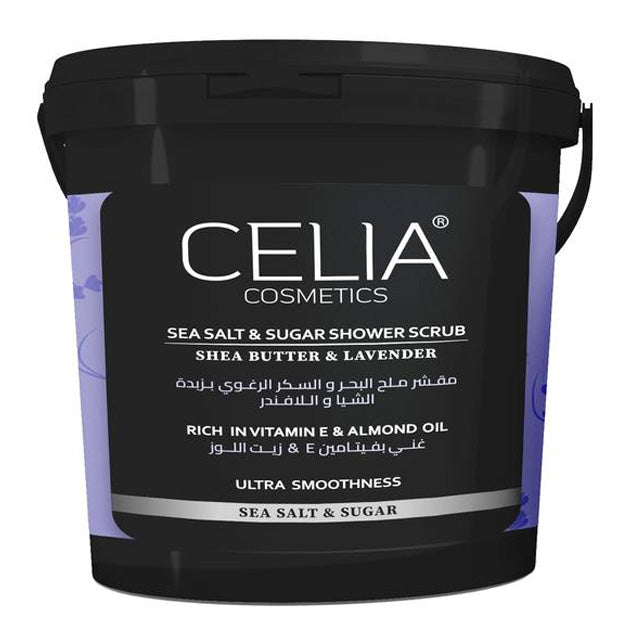 CELIA®
COSMETICS
SEA SALT & SUGAR SHOWER SCRUB
SHEA BUTTER & LAVENDER
مقشر ملح البحر و السكر الرغوي بزبدة
الشيا و اللافندر
RICH IN VITAMIN E & ALMOND OIL
غني بفيتامين E & زيت اللوز
ULTRA SMOOTHNESS
SEA SALT & SUGAR